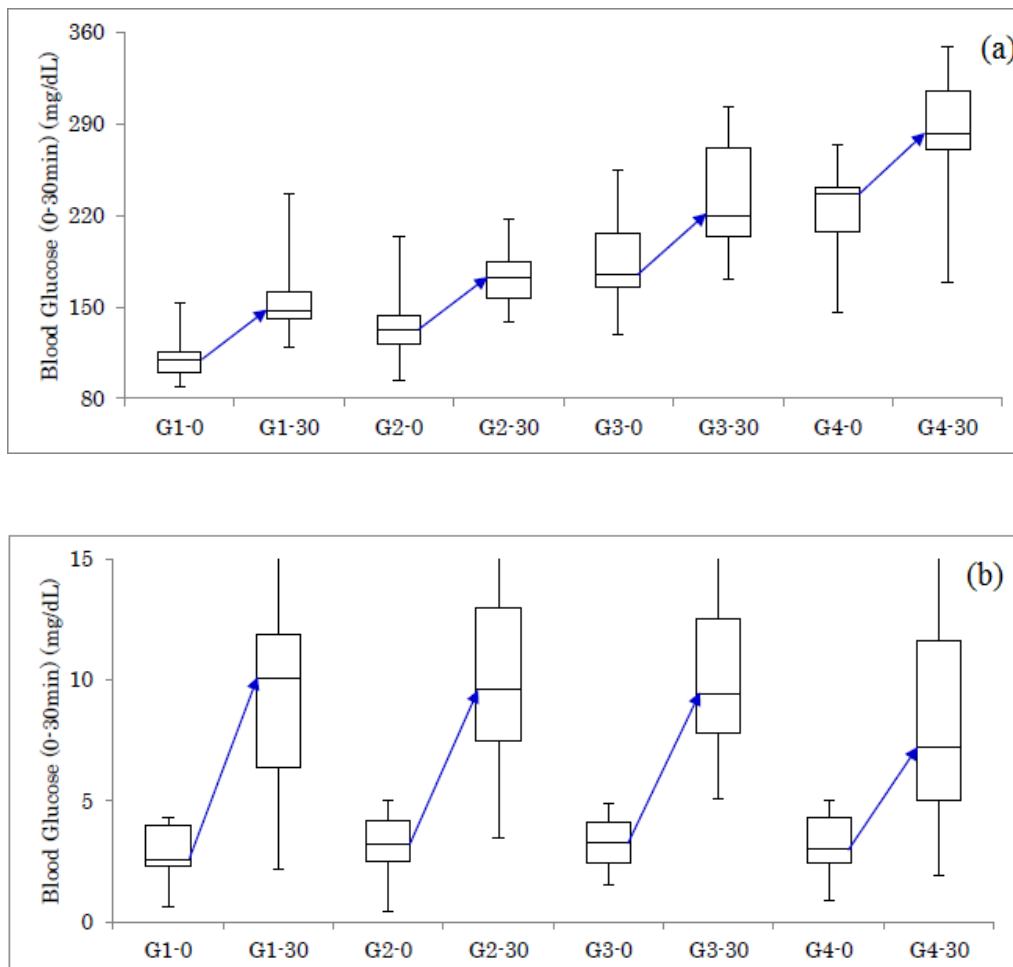 (a)
Blood Glucose (0-30min) (mg/dL)
360
290
220
150
80
G1-0 G1-30 G2-0 G2-30 G3-0 G3-30 G4-0 G4-30
(b)
Blood Glucose (0-30min) (mg/dL)
15
10
5
0
G1-0 G1-30 G2-0 G2-30 G3-0 G3-30 G4-0 G4-30